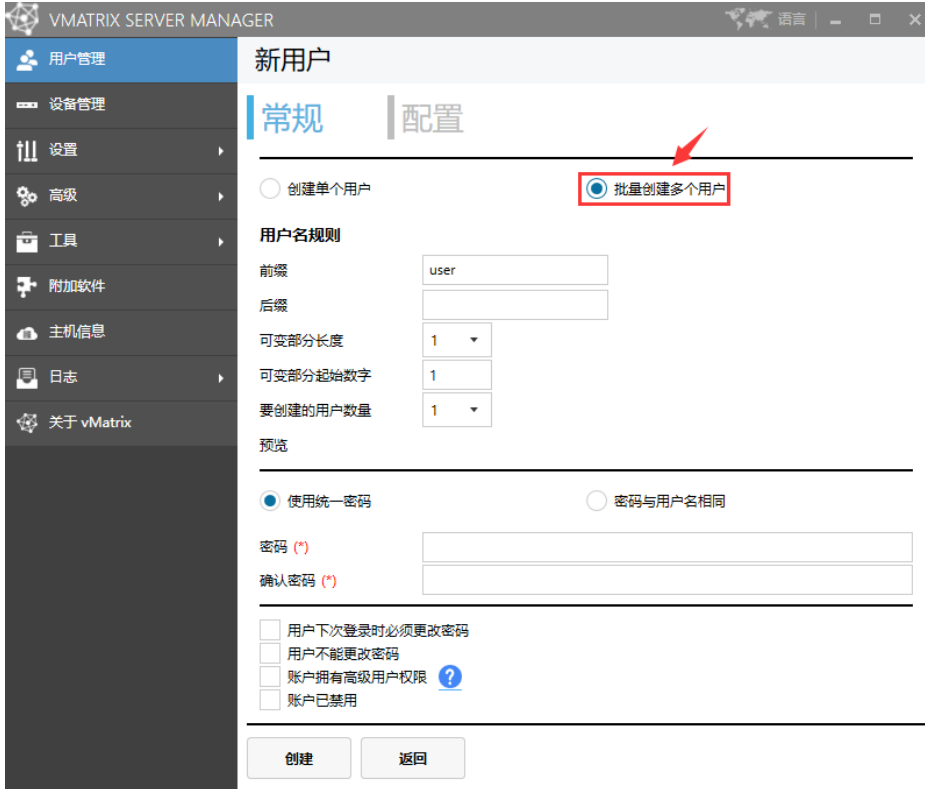 VMATRIX SERVER MANAGER 语言
用户管理
设备管理
设置
高级
工具
附加软件
主机信息
日志
关于 vMatrix
新用户
常规 配置
创建单个用户 批量创建多个用户
用户名规则
前缀 user
后缀
可变部分长度 1
可变部分起始数字 1
要创建的用户数量 1
预览
使用统一密码 密码与用户名相同
密码 (*)
确认密码 (*)
用户下次登录时必须更改密码
用户不能更改密码
账户拥有高级用户权限 ?
账户已禁用
创建 返回